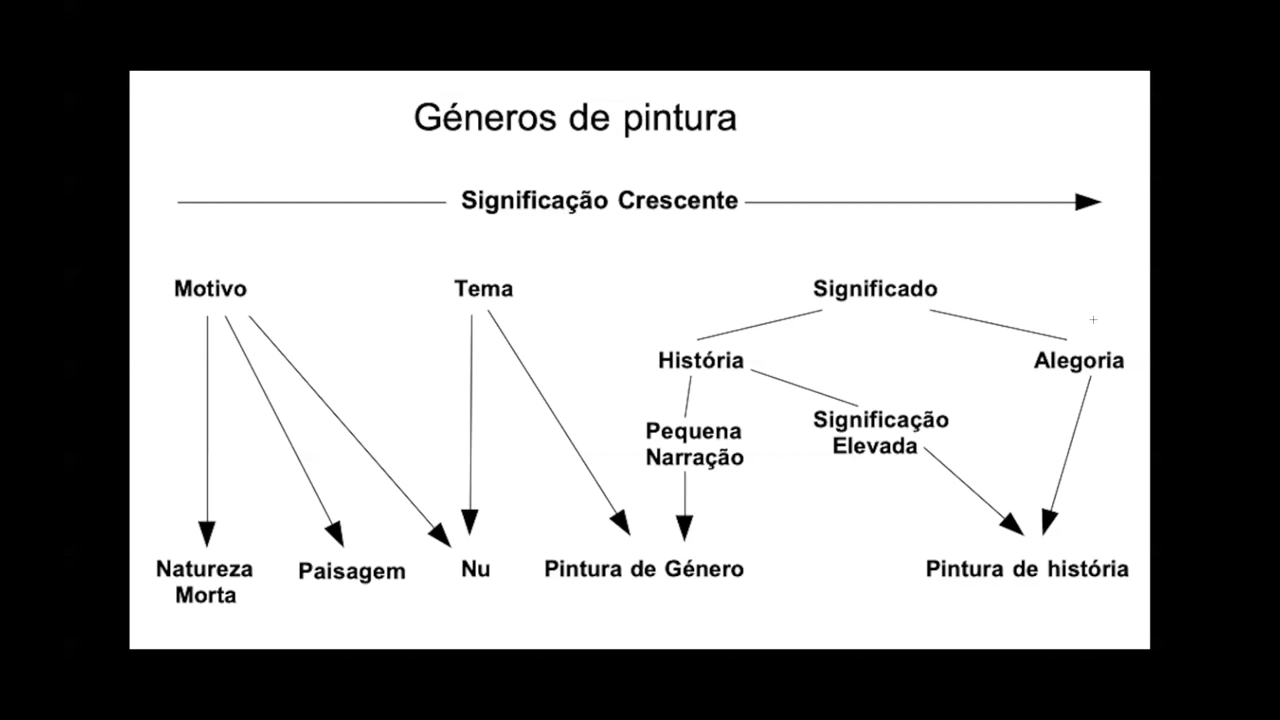 Géneros de pintura
Significação Crescente
Motivo
Tema
Significado
História
Alegoria
Pequena
Narração
Significação
Elevada
Natureza
Morta
Paisagem
Nu
Pintura de Género
Pintura de história